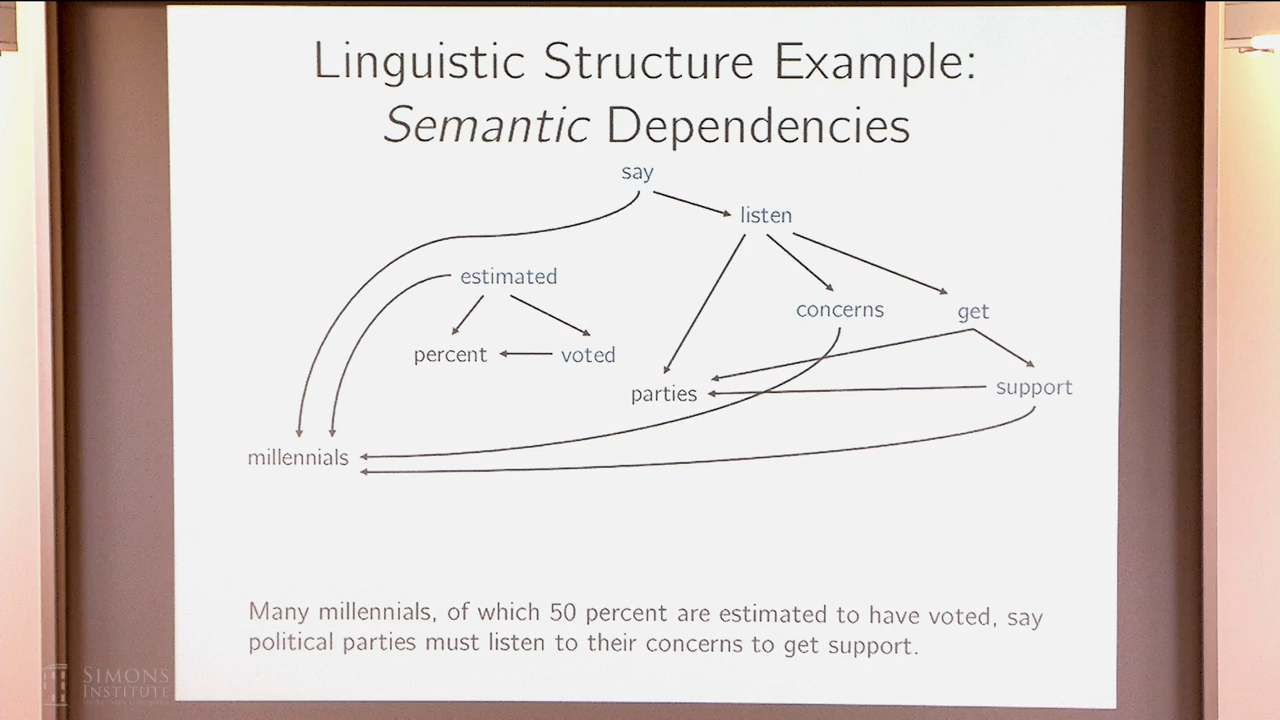 Linguistic Structure Example:
Semantic Dependencies
say
listen
estimated
concerns
get
percent
voted
parties
support
millennials
Many millennials, of which 50 percent are estimated to have voted, say
political parties must listen to their concerns to get support.
SIMONS
INSTITUTE